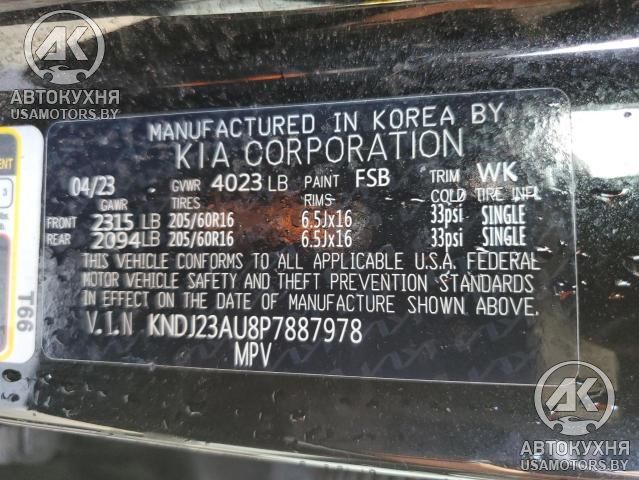 AK
АВТОКУХНЯ
USAMOTORS.BY
MANUFACTURED IN KOREA BY
KIA CORPORATION
04/23 GVWR 4023 LB PAINT FSB TRIM WK
GAWR TIRES RIMS COLD TIRE INFL
FRONT 2315 LB 205/60R16 6.5Jx16 33psi SINGLE
REAR 2094 LB 205/60R16 6.5Jx16 33psi SINGLE
THIS VEHICLE CONFORMS TO ALL APPLICABLE U.S.A. FEDERAL
MOTOR VEHICLE SAFETY AND THEFT PREVENTION STANDARDS
IN EFFECT ON THE DATE OF MANUFACTURE SHOWN ABOVE.
V.I.N KNDJ23AU8P7887978
MPV
3
T66
AK
АВТОКУХНЯ
USAMOTORS.BY